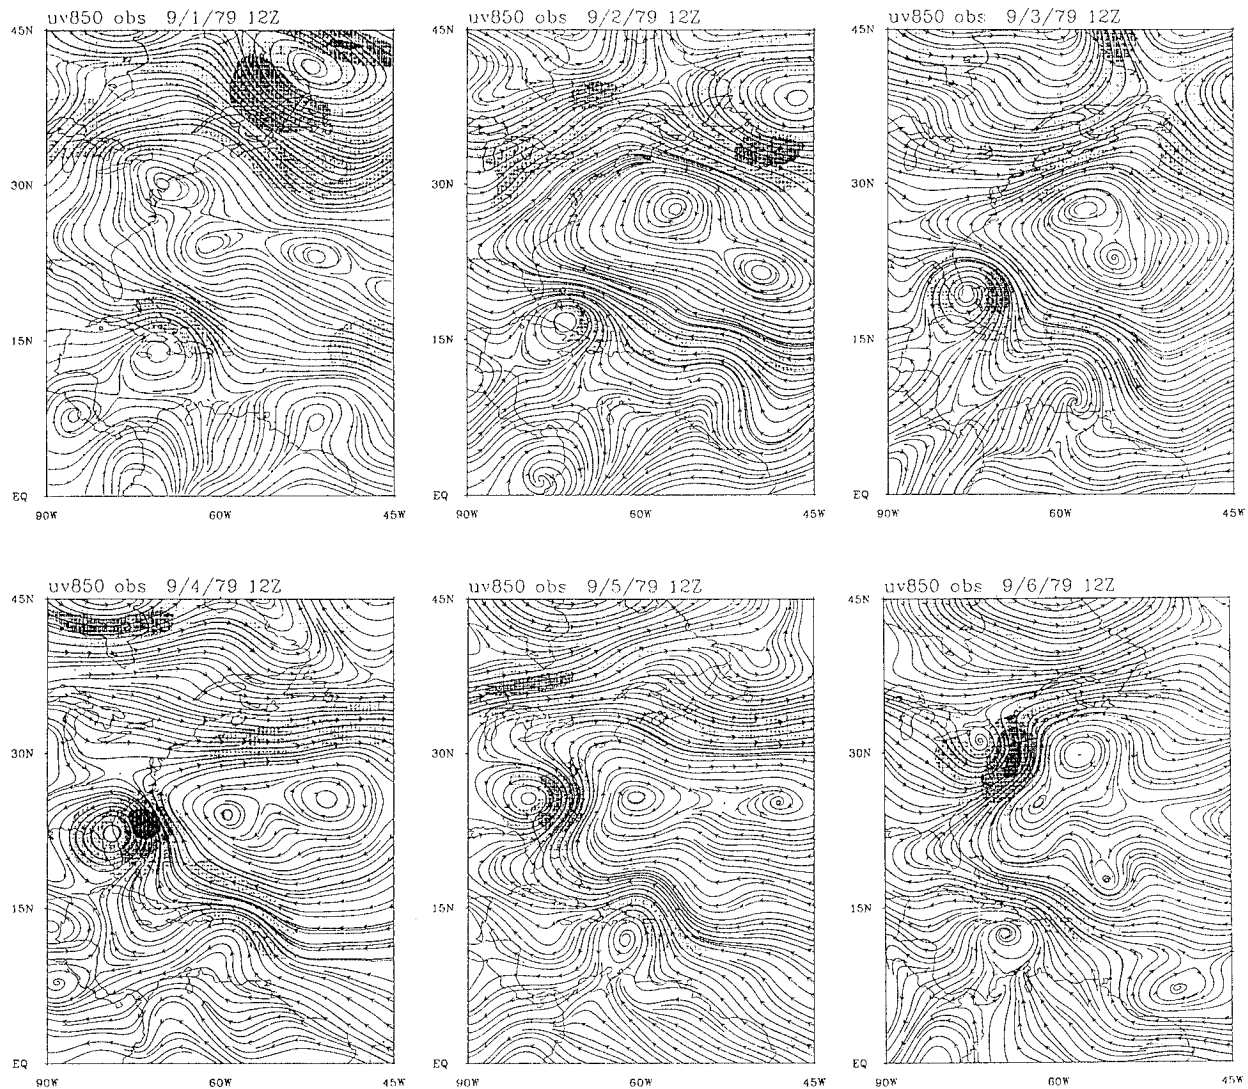 uv850 obs 9/1/79 12Z
uv850 obs 9/2/79 12Z
uv850 obs 9/3/79 12Z
45N
45N
45N
30N
30N
30N
15N
15N
15N
EQ
EQ
EQ
90W 60W 45W
90W 60W 45W
90W 60W 45W
uv850 obs 9/4/79 12Z
uv850 obs 9/5/79 12Z
uv850 obs 9/6/79 12Z
45N
45N
45N
30N
30N
30N
15N
15N
15N
EQ
EQ
EQ
90W 60W 45W
90W 60W 45W
90W 60W 45W